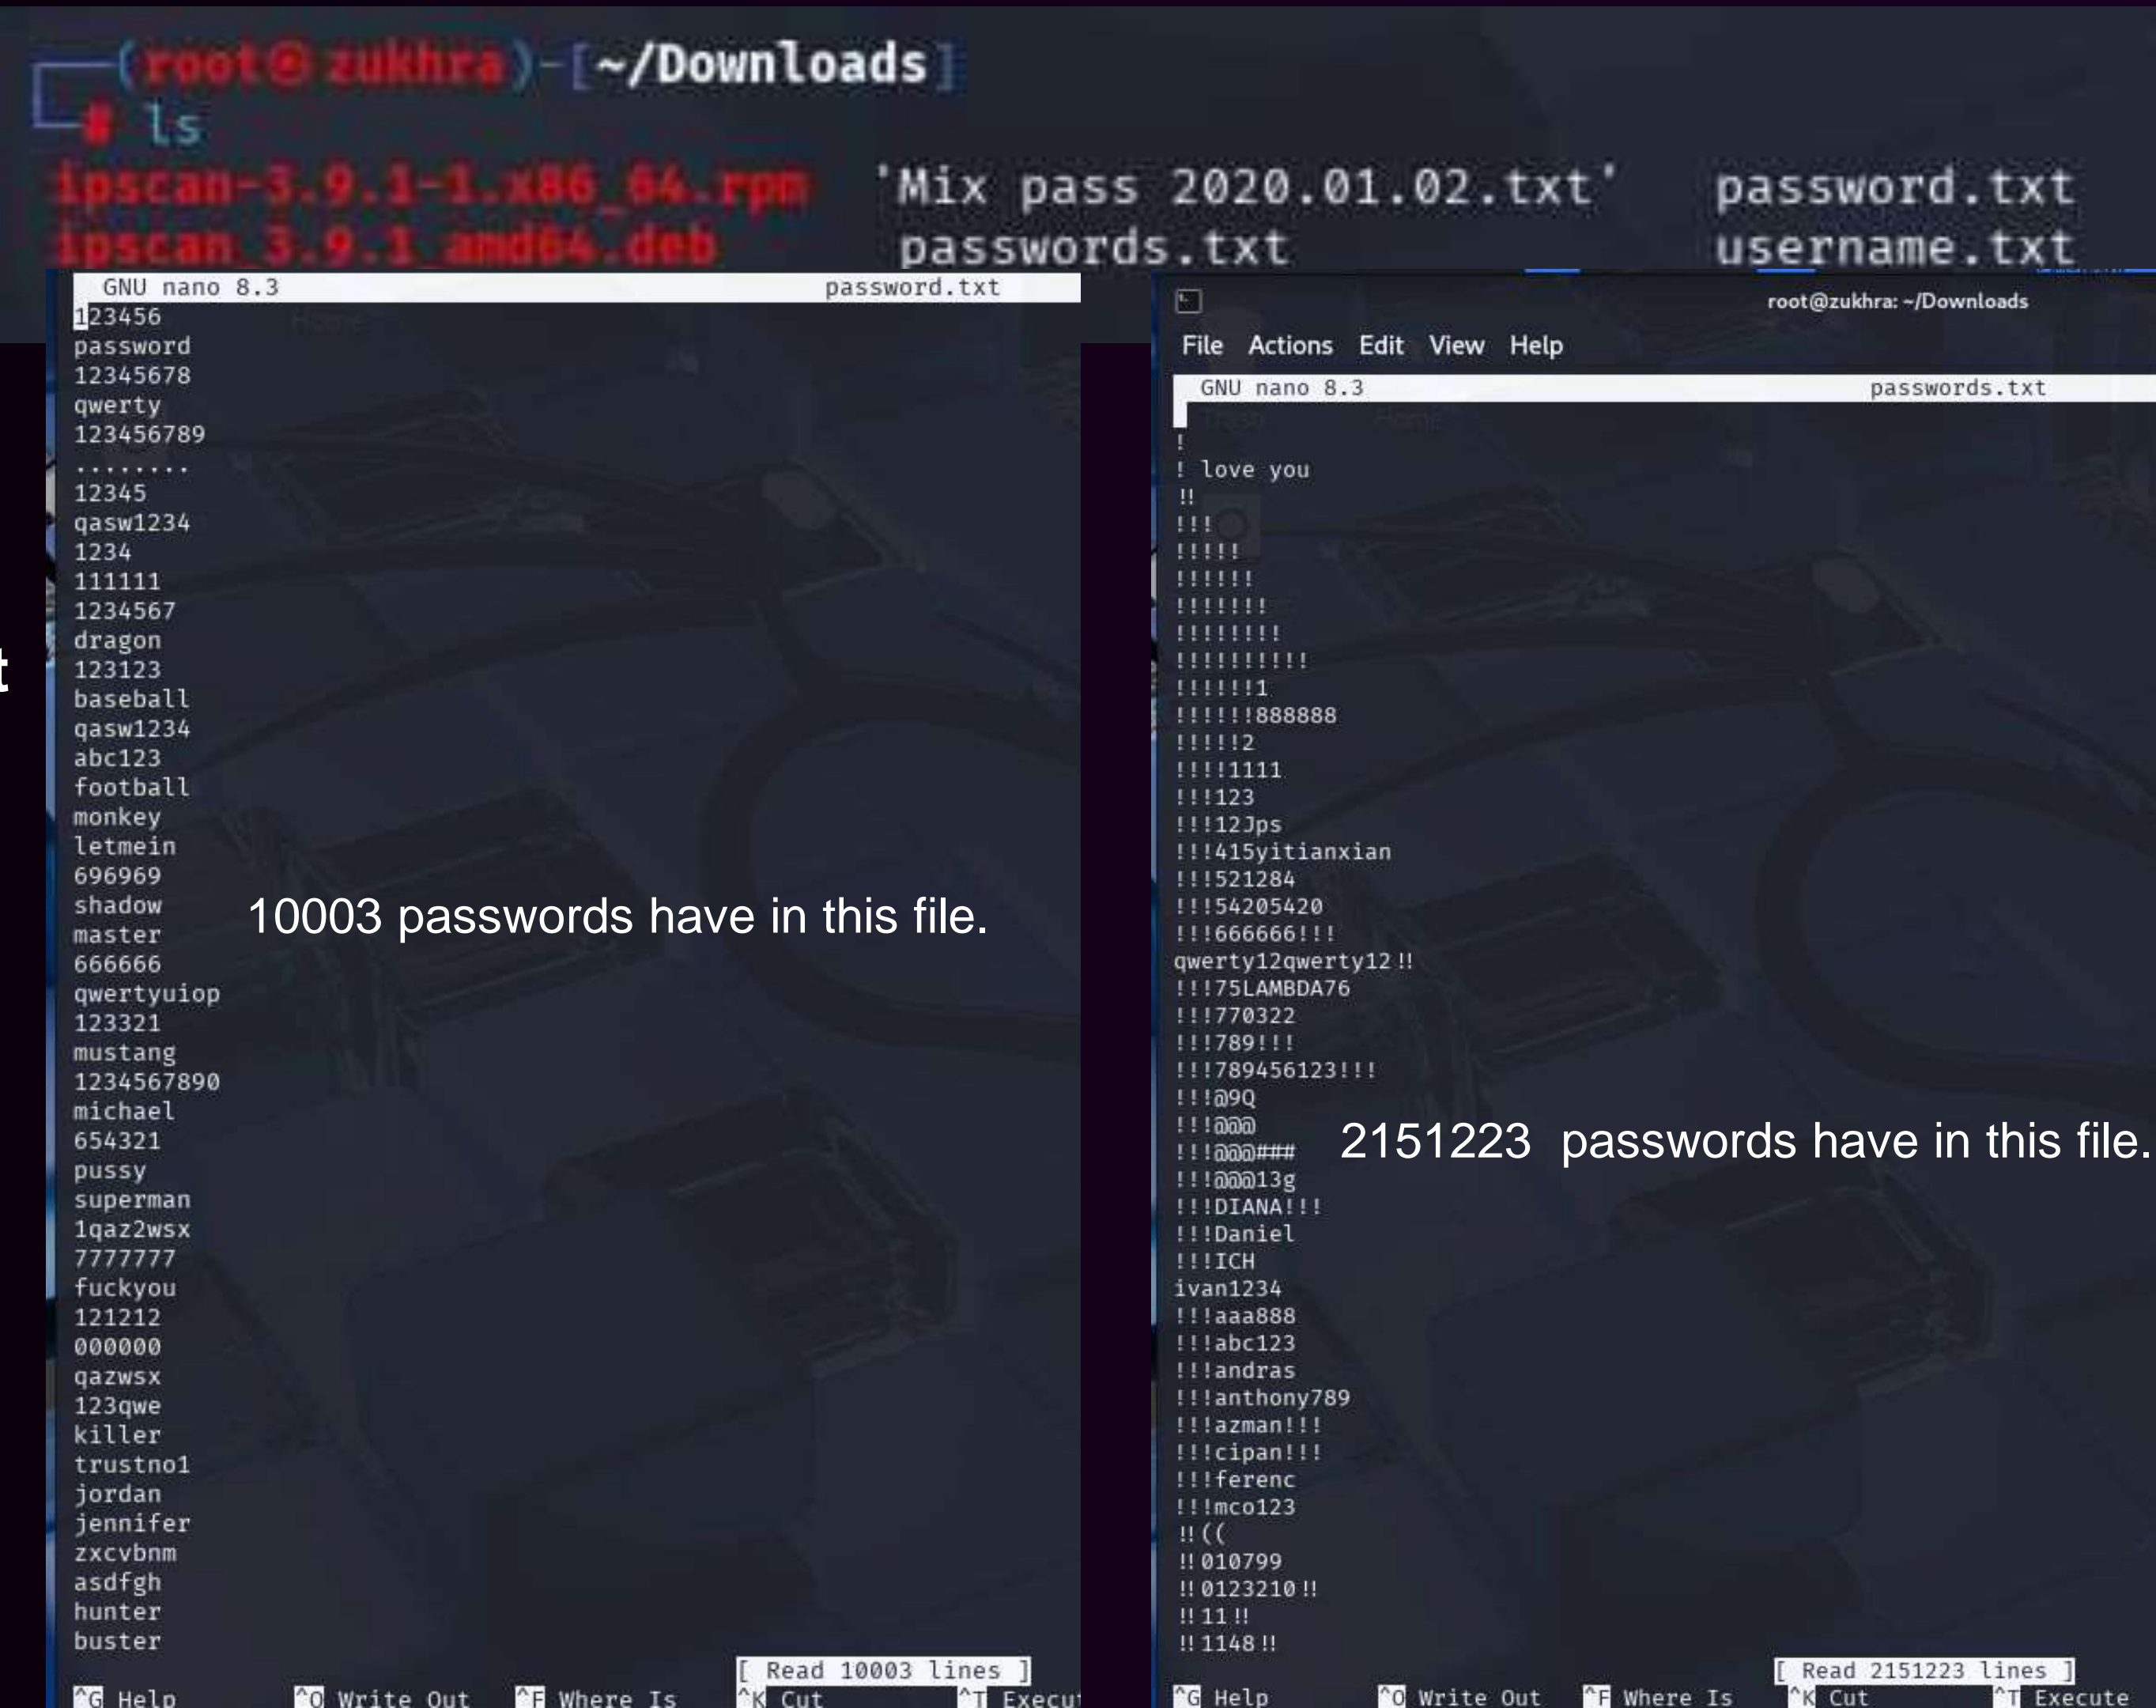 (root㉿zukhra)-[~/Downloads]
# ls
ipscan-3.9.1-1.x86_64.rpm 'Mix pass 2020.01.02.txt' password.txt
ipscan_3.9.1_amd64.deb passwords.txt username.txt
t
GNU nano 8.3 password.txt
123456
password
12345678
qwerty
123456789
........
12345
qasw1234
1234
111111
1234567
dragon
123123
baseball
qasw1234
abc123
football
monkey
letmein
696969
shadow
master
666666
qwertyuiop
123321
mustang
1234567890
michael
654321
pussy
superman
1qaz2wsx
7777777
fuckyou
121212
000000
qazwsx
123qwe
killer
trustno1
jordan
jennifer
zxcvbnm
asdfgh
hunter
buster
10003 passwords have in this file.
[ Read 10003 lines ]
^G Help ^O Write Out ^F Where Is ^K Cut ^T Execut
root@zukhra: ~/Downloads
File Actions Edit View Help
GNU nano 8.3 passwords.txt
!
! love you
!!
!!!
!!!!!
!!!!!!
!!!!!!!
!!!!!!!!
!!!!!!!!!!
!!!!!!1
!!!!!!888888
!!!!!2
!!!!1111
!!!123
!!!12Jps
!!!415yitianxian
!!!521284
!!!54205420
!!!666666!!!
qwerty12qwerty12!!
!!!75LAMBDA76
!!!770322
!!!789!!!
!!!789456123!!!
!!!@9Q
!!!@@@
!!!@@@###
!!!@@@13g
!!!DIANA!!!
!!!Daniel
!!!ICH
ivan1234
!!!aaa888
!!!abc123
!!!andras
!!!anthony789
!!!azman!!!
!!!cipan!!!
!!!ferenc
!!!mco123
!!((
!!010799
!!0123210!!
!!11!!
!!1148!!
2151223 passwords have in this file.
[ Read 2151223 lines ]
^G Help ^O Write Out ^F Where Is ^K Cut ^T Execute